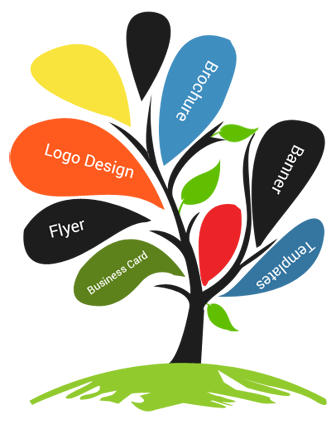 Brochure
Logo Design
Banner
Flyer
Business Card
Templates